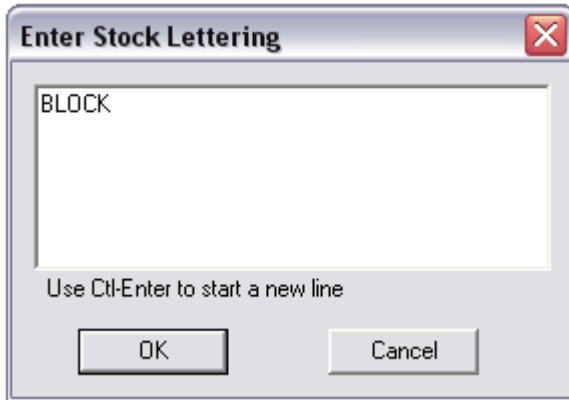 Enter Stock Lettering
BLOCK
Use Ctl-Enter to start a new line
OK
Cancel